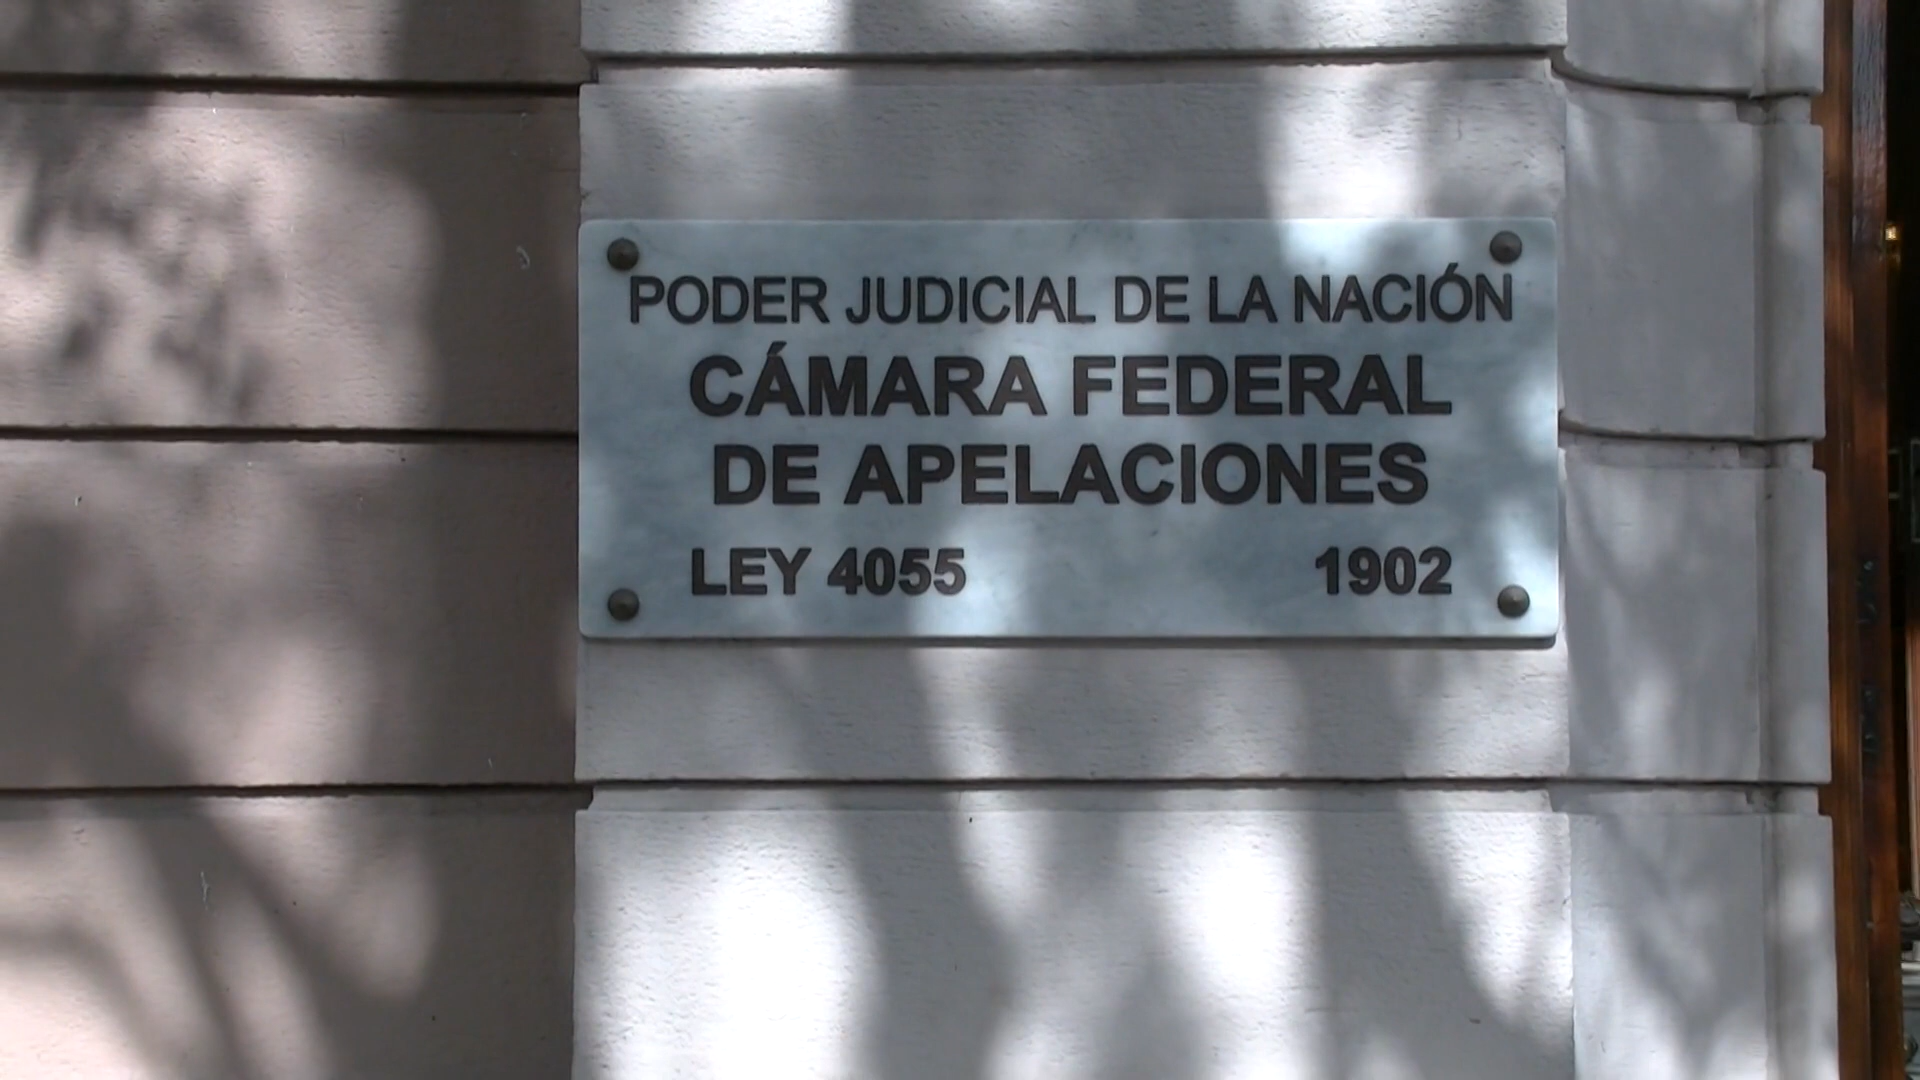 PODER JUDICIAL DE LA NACIÓN
CÁMARA FEDERAL
DE APELACIONES
LEY 4055 1902